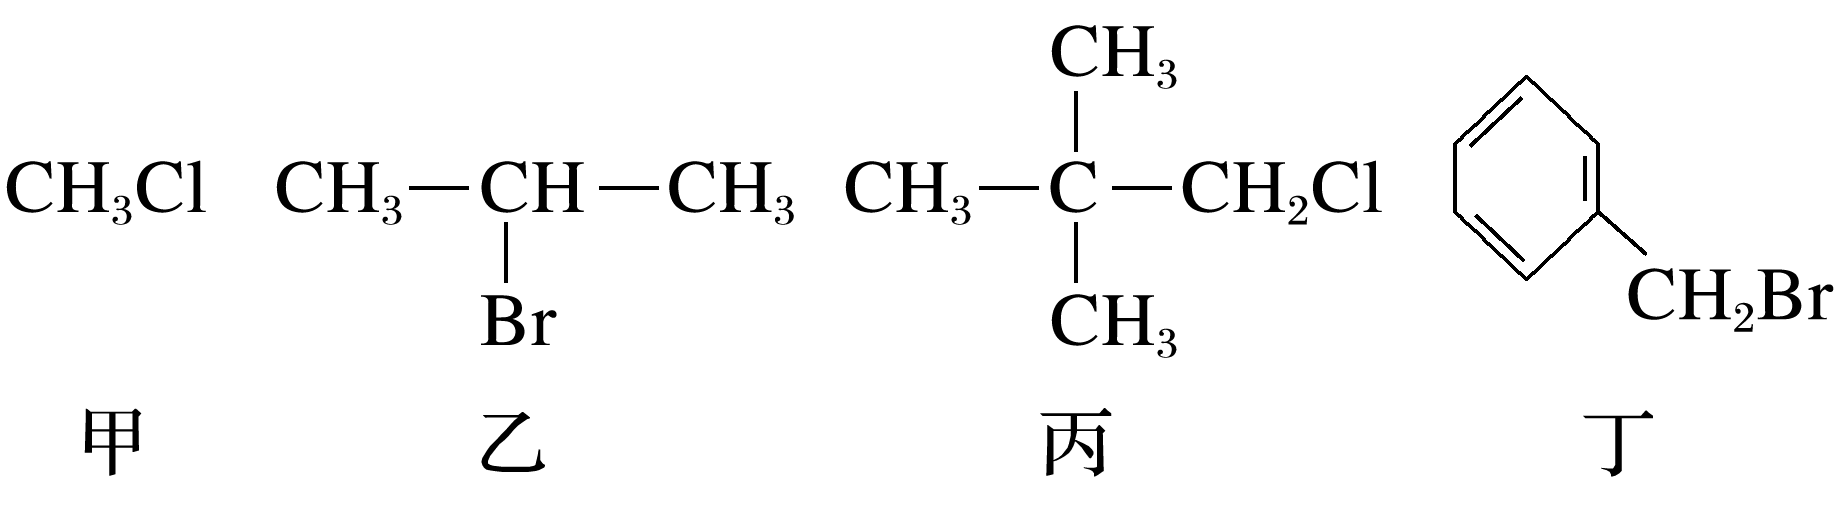 CH₃
CH₃Cl CH₃—CH—CH₃ CH₃—C—CH₂Cl
Br CH₃ CH₂Br
甲 乙 丙 丁